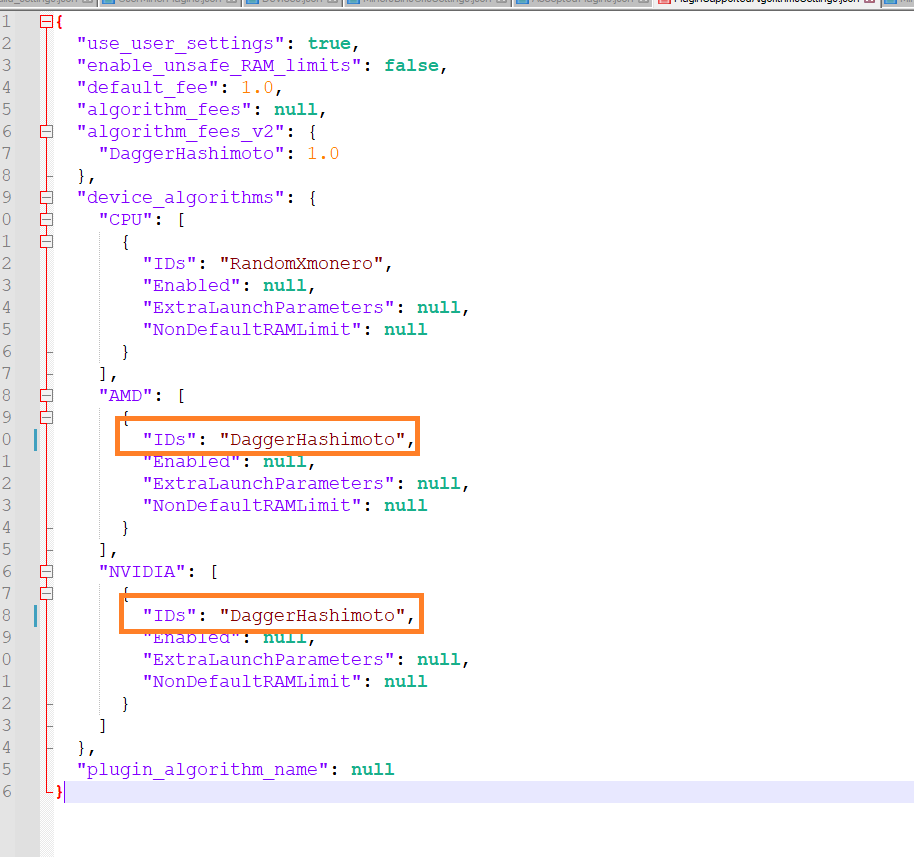 1 {
2 "use_user_settings": true,
3 "enable_unsafe_RAM_limits": false,
4 "default_fee": 1.0,
5 "algorithm_fees": null,
6 "algorithm_fees_v2": {
7 "DaggerHashimoto": 1.0
8 },
9 "device_algorithms": {
0 "CPU": [
1 {
2 "IDs": "RandomXmonero",
3 "Enabled": null,
4 "ExtraLaunchParameters": null,
5 "NonDefaultRAMLimit": null
6 }
7 ],
8 "AMD": [
9 {
0 "IDs": "DaggerHashimoto",
1 "Enabled": null,
2 "ExtraLaunchParameters": null,
3 "NonDefaultRAMLimit": null
4 }
5 ],
6 "NVIDIA": [
7 {
8 "IDs": "DaggerHashimoto",
9 "Enabled": null,
0 "ExtraLaunchParameters": null,
1 "NonDefaultRAMLimit": null
2 }
3 ]
4 },
5 "plugin_algorithm_name": null
6 }